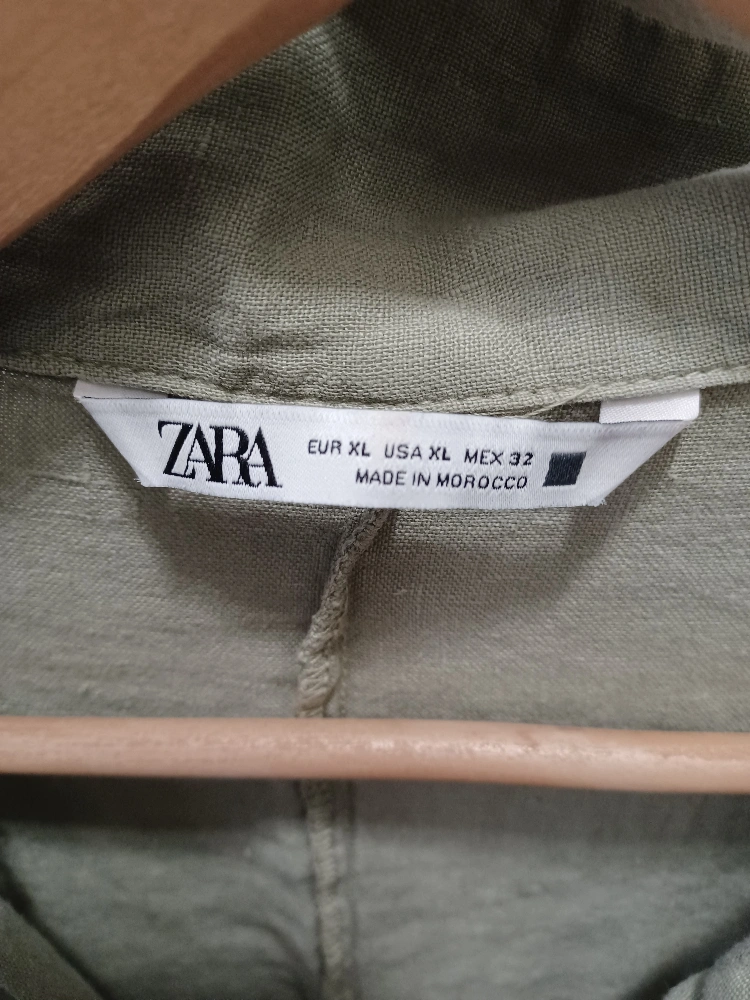 ZARA
EUR XL USA XL MEX 32
MADE IN MOROCCO